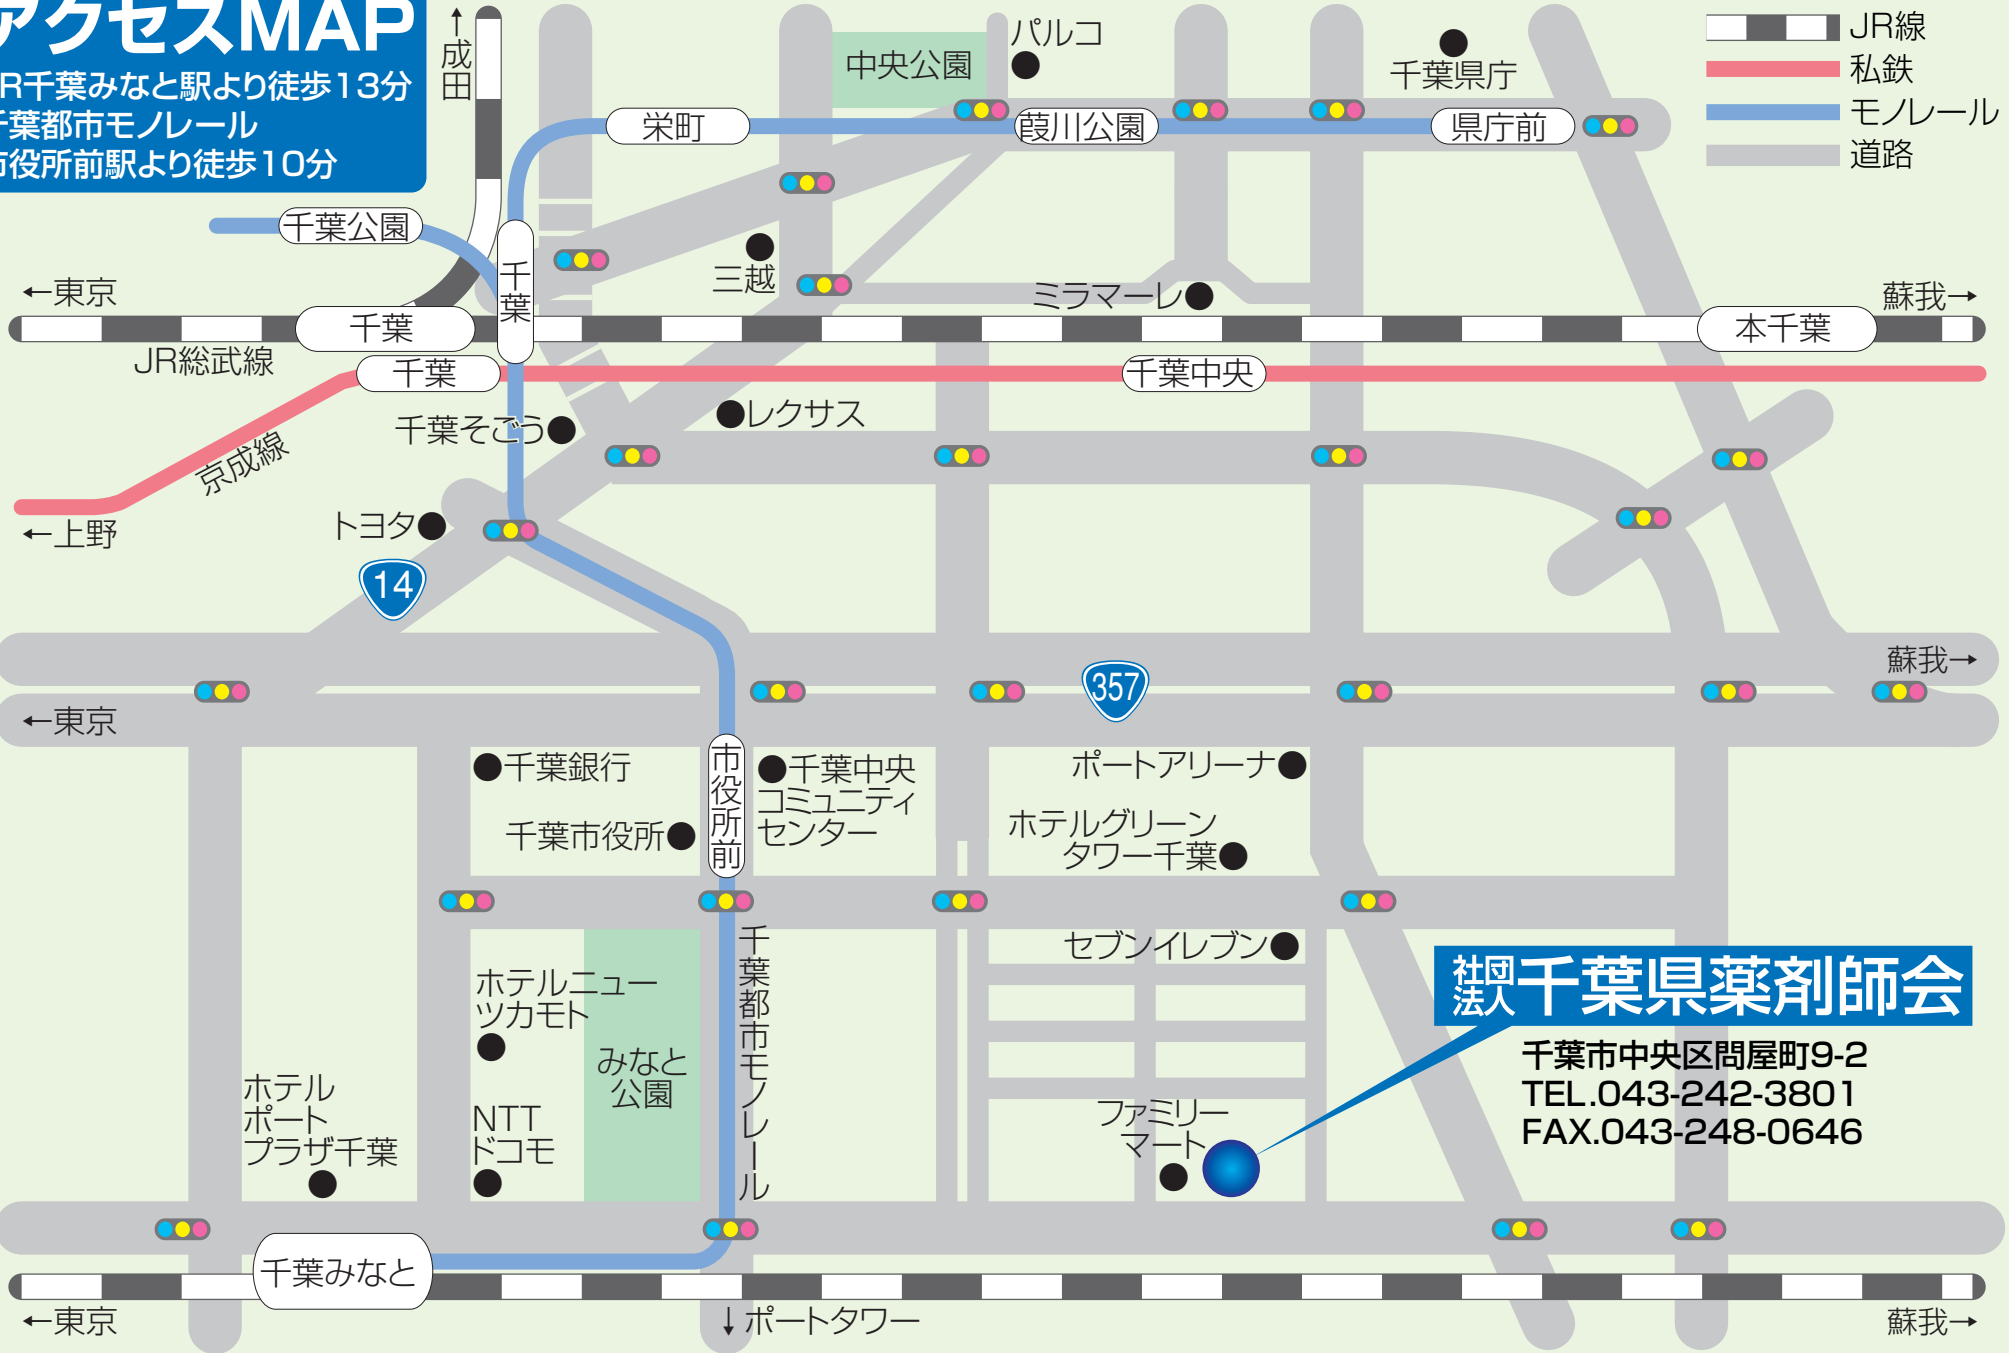 アクセスMAP
JR千葉みなと駅より徒歩13分
千葉都市モノレール
市役所前駅より徒歩10分
↑成田
中央公園
パルコ
千葉県庁
JR線
私鉄
モノレール
道路
栄町
葭川公園
県庁前
千葉公園
千葉
三越
←東京
ミラマーレ
蘇我→
千葉
本千葉
JR総武線
千葉
千葉中央
千葉そごう
レクサス
京成線
←上野
トヨタ
14
蘇我→
357
←東京
千葉銀行
市役所前
千葉中央
コミュニティ
センター
ポートアリーナ
千葉市役所
ホテルグリーン
タワー千葉
千葉都市モノレール
セブンイレブン
社団
法人
千葉県薬剤師会
千葉市中央区問屋町9-2
TEL.043-242-3801
FAX.043-248-0646
ホテルニュー
ツカモト
みなと
公園
ホテル
ポート
プラザ千葉
NTT
ドコモ
ファミリー
マート
千葉みなと
←東京
↓ポートタワー
蘇我→